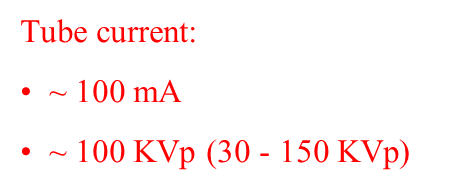 Tube current:
• ~ 100 mA
• ~ 100 KVp (30 - 150 KVp)